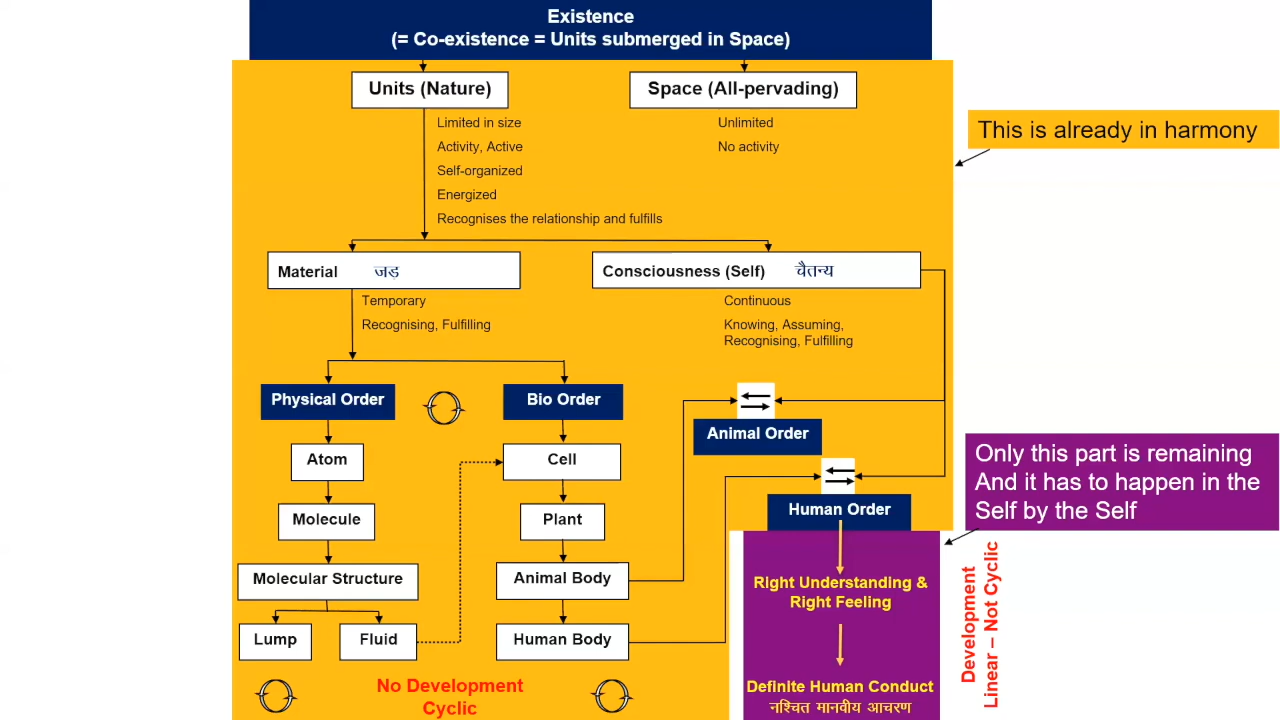 Existence
(= Co-existence = Units submerged in Space)
Units (Nature)
Space (All-pervading)
Limited in size
Activity, Active
Self-organized
Energized
Recognises the relationship and fulfills
Unlimited
No activity
This is already in harmony
Material जड
Consciousness (Self) चैतन्य
Temporary
Recognising, Fulfilling
Continuous
Knowing, Assuming,
Recognising, Fulfilling
Physical Order
Bio Order
Animal Order
Atom
Cell
Human Order
Molecule
Plant
Molecular Structure
Animal Body
Lump
Fluid
Human Body
No Development
Cyclic
Only this part is remaining
And it has to happen in the
Self by the Self
Right Understanding &
Right Feeling
Definite Human Conduct
नश्चित मानवीय आचरण
Development
Linear – Not Cyclic